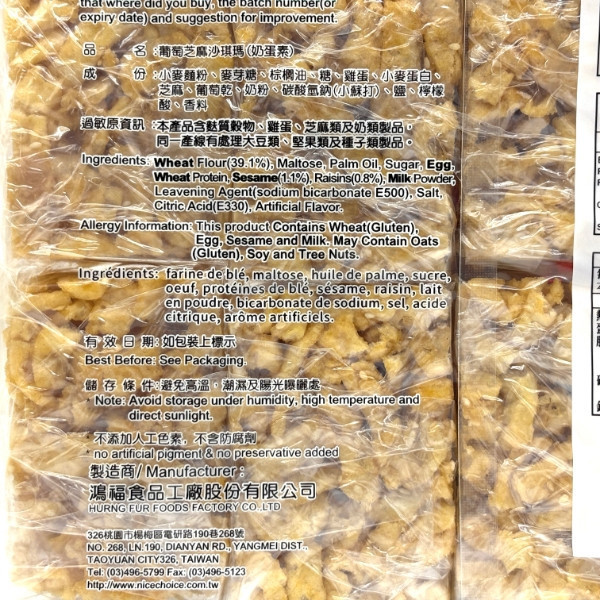 that where did you buy, the batch number(or
expiry date) and suggestion for improvement.
品 名:葡萄芝麻沙琪瑪(奶蛋素)
成 份:小麥麵粉、麥芽糖、棕櫚油、糖、雞蛋、小麥蛋白、
芝麻、葡萄乾、奶粉、碳酸氫鈉(小蘇打)、鹽、檸檬
酸、香料
過敏原資訊:本產品含麩質穀物、雞蛋、芝麻類及奶類製品，
同一產線有處理大豆類、堅果類及種子類製品。
Ingredients: Wheat Flour(39.1%), Maltose, Palm Oil, Sugar, Egg,
Wheat Protein, Sesame(1.1%), Raisins(0.8%), Milk Powder,
Leavening Agent(sodium bicarbonate E500), Salt,
Citric Acid(E330), Artificial Flavor.
Allergy Information: This product Contains Wheat(Gluten),
Egg, Sesame and Milk. May Contain Oats
(Gluten), Soy and Tree Nuts.
Ingrédients: farine de blé, maltose, huile de palme, sucre,
oeuf, protéines de blé, sésame, raisin, lait
en poudre, bicarbonate de sodium, sel, acide
citrique, arôme artificiels.
有 效 日 期: 如包裝上標示
Best Before: See Packaging.
儲 存 條 件:避免高溫，潮濕及陽光曝曬處
* Note: Avoid storage under humidity, high temperature and
direct sunlight.
* 不添加人工色素，不含防腐劑
* no artificial pigment & no preservative added
製造商/ Manufacturer :
鴻福食品工廠股份有限公司
HURNG FUR FOODS FACTORY CO.,LTD
326桃園市楊梅區電研路190巷268號
NO. 268, LN.190, DIANYAN RD., YANGMEI DIST.,
TAOYUAN CITY326, TAIWAN
Tel: (03)496-5799 Fax: (03)496-5123
http://www.nicechoice.com.tw